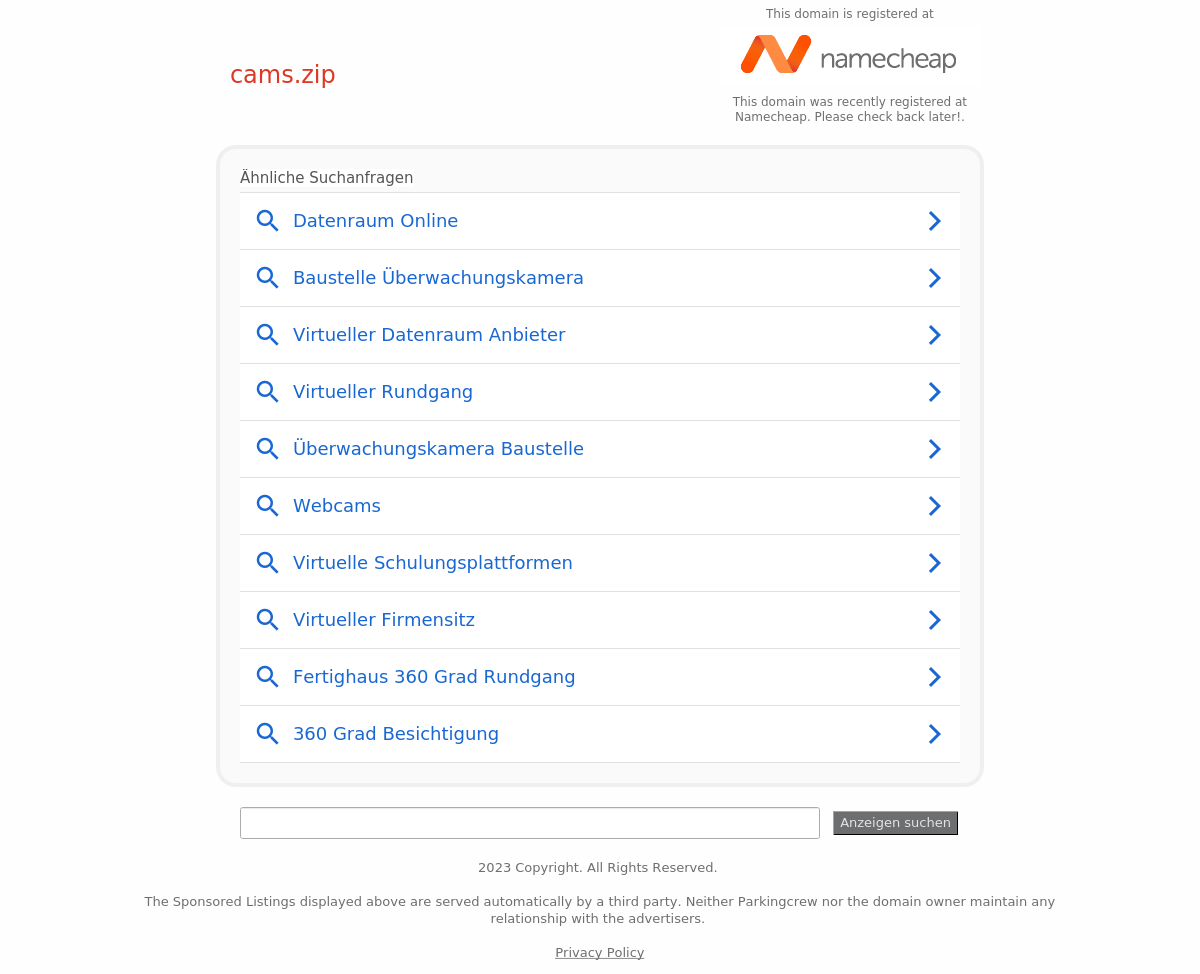 This domain is registered at
namecheap
cams.zip
This domain was recently registered at
Namecheap. Please check back later!.
Ähnliche Suchanfragen
Datenraum Online
Baustelle Überwachungskamera
Virtueller Datenraum Anbieter
Virtueller Rundgang
Überwachungskamera Baustelle
Webcams
Virtuelle Schulungsplattformen
Virtueller Firmensitz
Fertighaus 360 Grad Rundgang
360 Grad Besichtigung
Anzeigen suchen
2023 Copyright. All Rights Reserved.
The Sponsored Listings displayed above are served automatically by a third party. Neither Parkingcrew nor the domain owner maintain any
relationship with the advertisers.
Privacy Policy